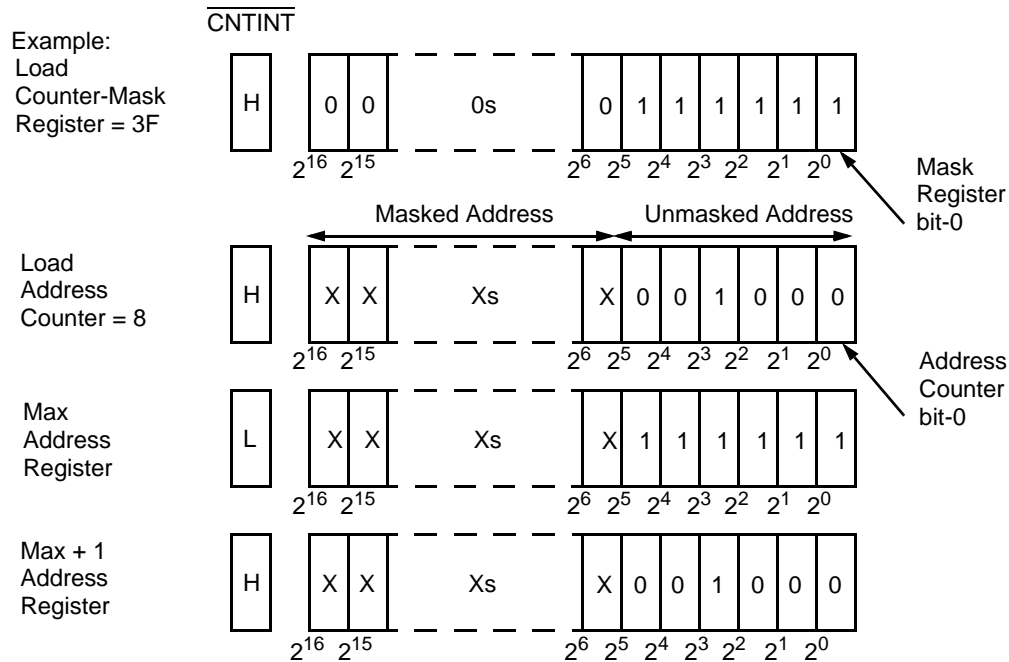 CNTINT
Example:
Load
Counter-Mask
Register = 3F
H 0 0 0s 0 1 1 1 1 1 1
2^16 2^15 2^6 2^5 2^4 2^3 2^2 2^1 2^0
Mask
Register
bit-0
Masked Address Unmasked Address
Load
Address
Counter = 8
H X X Xs X 0 0 1 0 0 0
2^16 2^15 2^6 2^5 2^4 2^3 2^2 2^1 2^0
Address
Counter
bit-0
Max
Address
Register
L X X Xs X 1 1 1 1 1 1
2^16 2^15 2^6 2^5 2^4 2^3 2^2 2^1 2^0
Max + 1
Address
Register
H X X Xs X 0 0 1 0 0 0
2^16 2^15 2^6 2^5 2^4 2^3 2^2 2^1 2^0